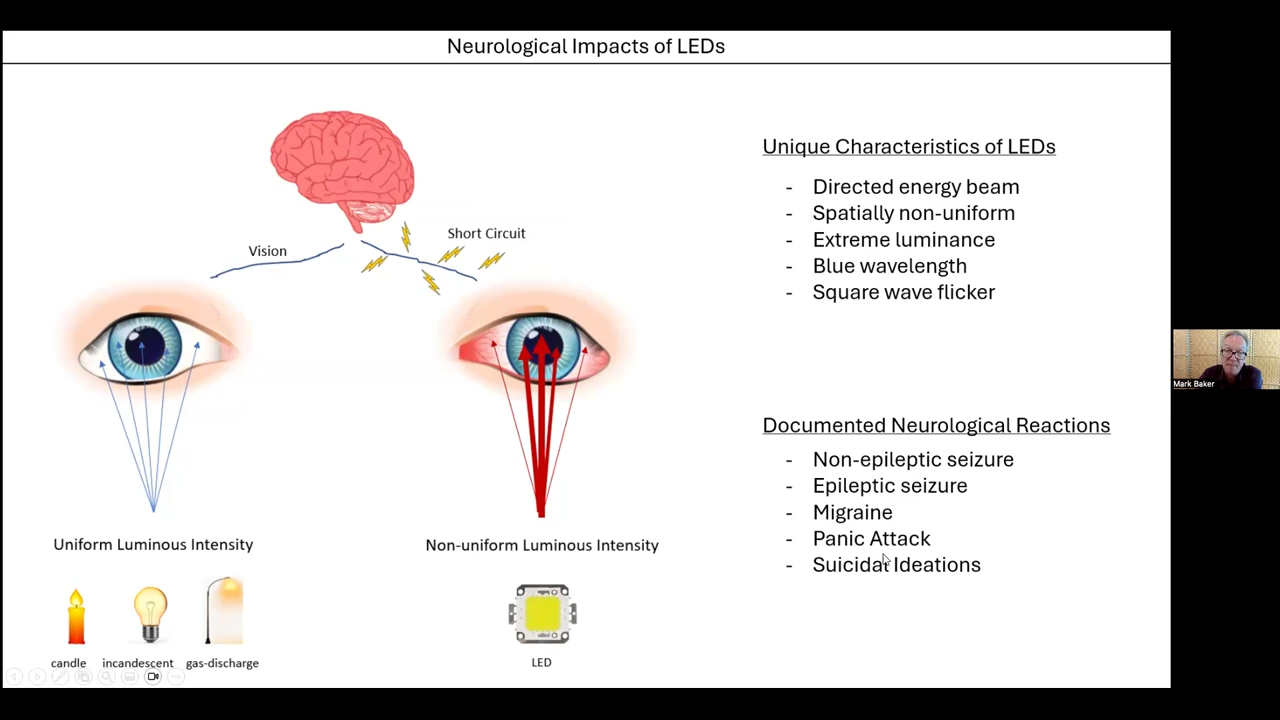 Neurological Impacts of LEDs
Vision
Short Circuit
Uniform Luminous Intensity
Non-uniform Luminous Intensity
candle
incandescent
gas-discharge
LED
Unique Characteristics of LEDs
- Directed energy beam
- Spatially non-uniform
- Extreme luminance
- Blue wavelength
- Square wave flicker
Documented Neurological Reactions
- Non-epileptic seizure
- Epileptic seizure
- Migraine
- Panic Attack
- Suicidal Ideations
Mark Baker